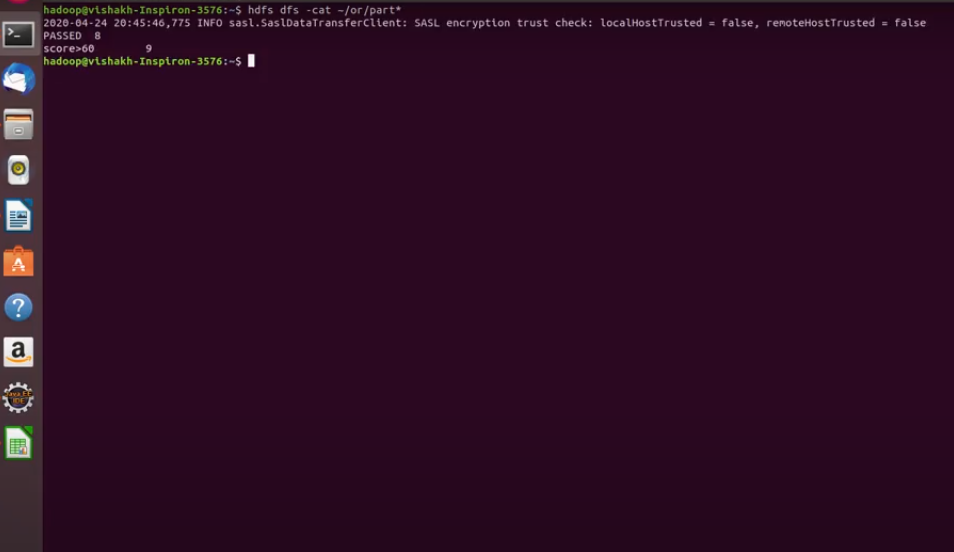 hadoop@vishakh-Inspiron-3576:~$ hdfs dfs -cat ~/or/part*
2020-04-24 20:45:46,775 INFO sasl.SaslDataTransferClient: SASL encryption trust check: localHostTrusted = false, remoteHostTrusted = false
PASSED  8
score>60        9
hadoop@vishakh-Inspiron-3576:~$